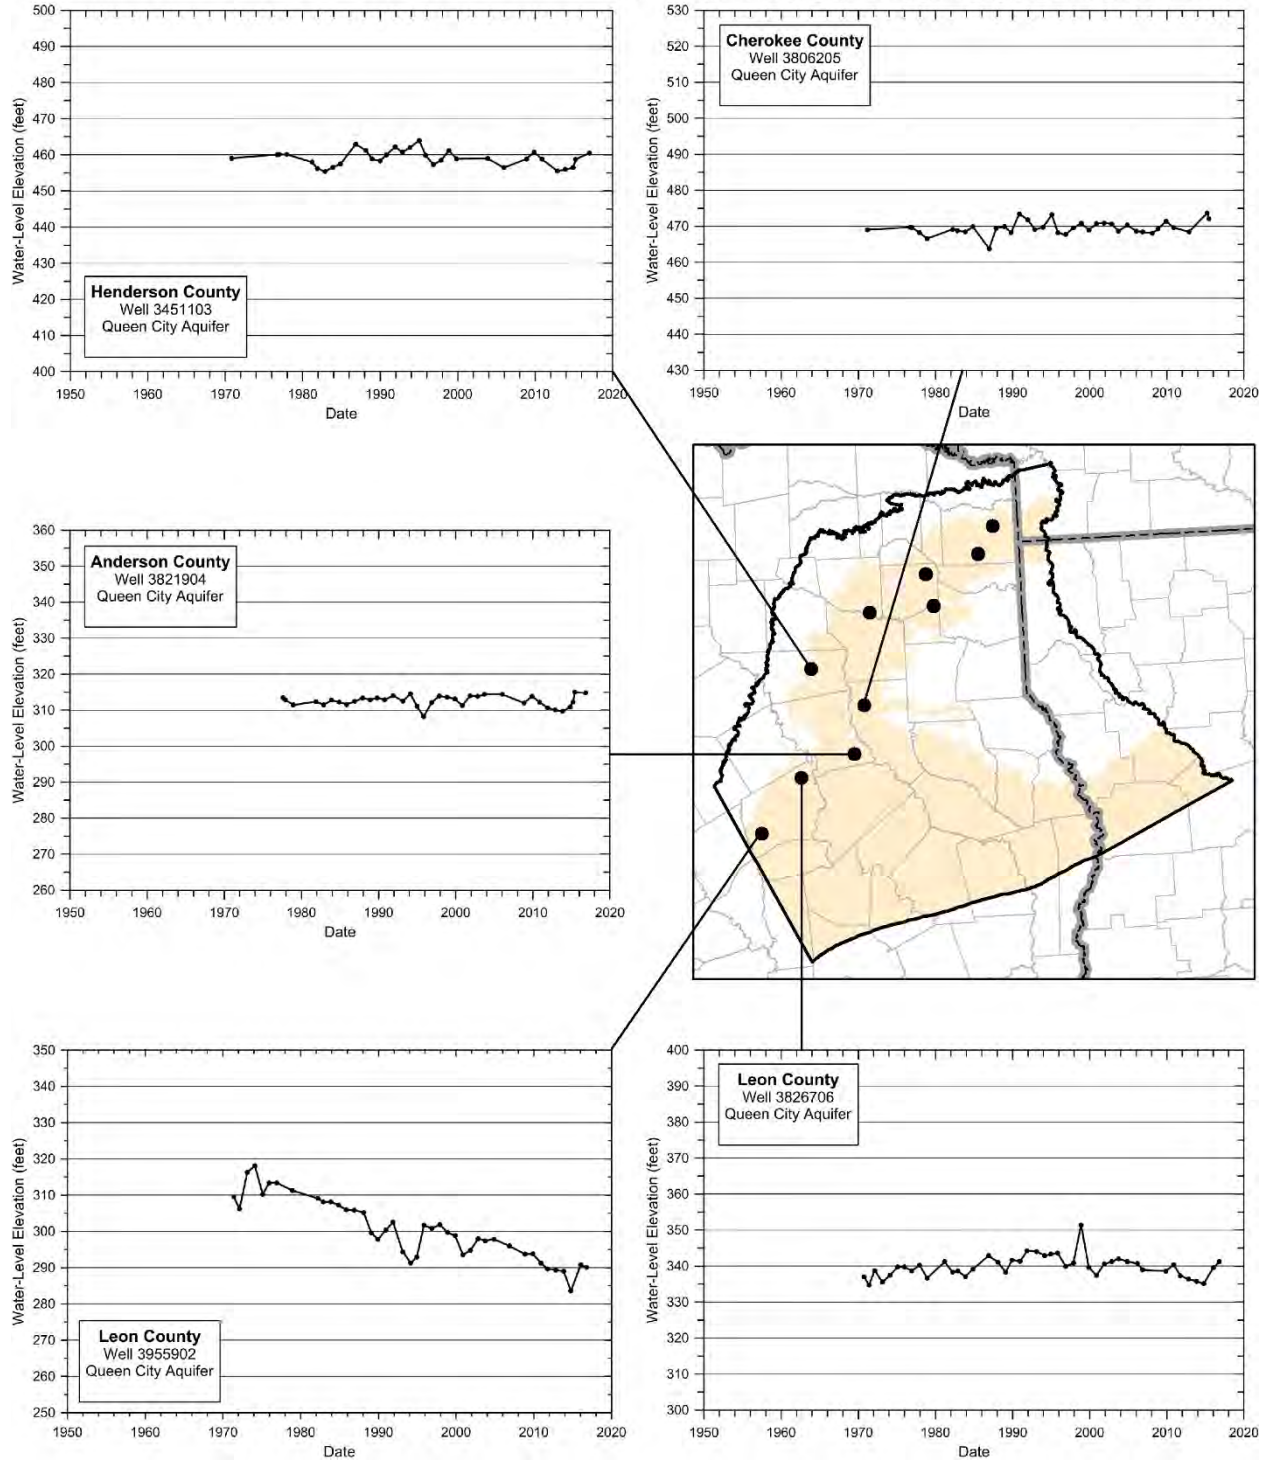 500
490
480
470
460
450
440
430
420
410
400
Water-Level Elevation (feet)
Henderson County
Well 3451103
Queen City Aquifer
1950 1960 1970 1980 1990 2000 2010 2020
Date
530
520
510
500
490
480
470
460
450
440
430
Water-Level Elevation (feet)
Cherokee County
Well 3806205
Queen City Aquifer
1950 1960 1970 1980 1990 2000 2010 2020
Date
360
350
340
330
320
310
300
290
280
270
260
Water-Level Elevation (feet)
Anderson County
Well 3821904
Queen City Aquifer
1950 1960 1970 1980 1990 2000 2010 2020
Date
350
340
330
320
310
300
290
280
270
260
250
Water-Level Elevation (feet)
Leon County
Well 3955902
Queen City Aquifer
1950 1960 1970 1980 1990 2000 2010 2020
Date
400
390
380
370
360
350
340
330
320
310
300
Water-Level Elevation (feet)
Leon County
Well 3826706
Queen City Aquifer
1950 1960 1970 1980 1990 2000 2010 2020
Date